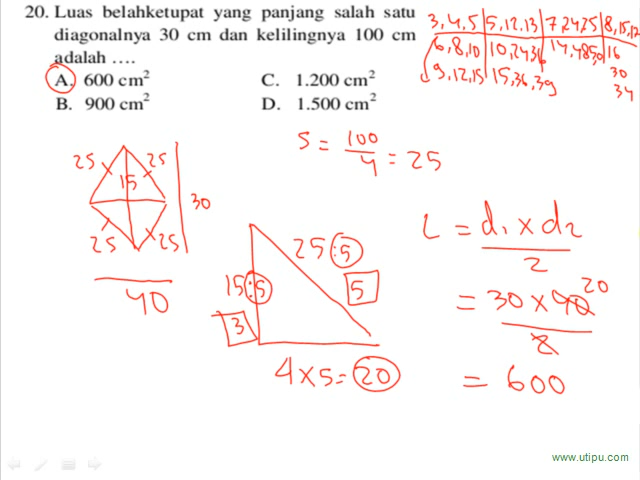 20. Luas belahketupat yang panjang salah satu
diagonalnya 30 cm dan kelilingnya 100 cm
adalah ....
A. 600 cm²
C. 1.200 cm²
B. 900 cm²
D. 1.500 cm²
3,4,5 5,12,13 7,24,25 8,15,17
6,8,10 10,24,26 14,48,50 16
30
34
9,12,15 15,36,39
S = 100/4 = 25
25 25
15
30
25 25
40
25:5
15:5
5
3
4x5=20
L = d₁ x d₂
2
= 30 x 40 20
2
= 600
www.utipu.com